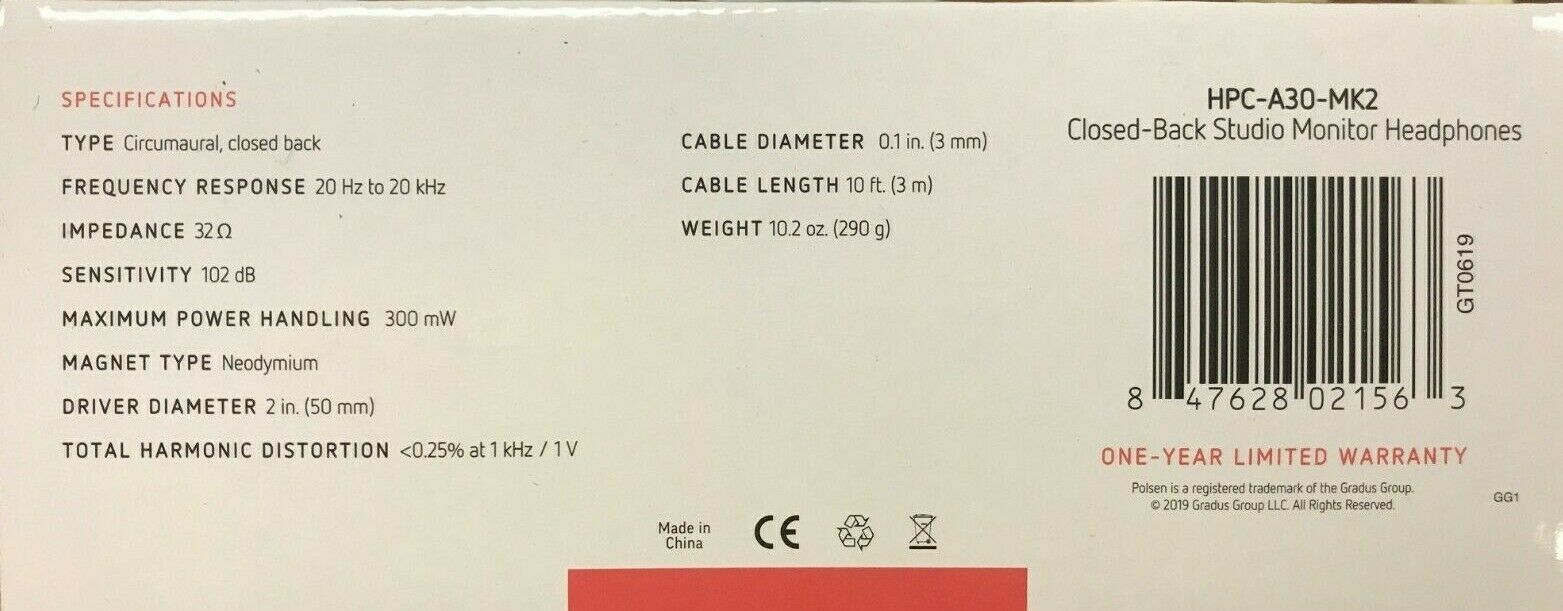 SPECIFICATIONS
TYPE Circumaural, closed back
FREQUENCY RESPONSE 20 Hz to 20 kHz
IMPEDANCE 32Ω
SENSITIVITY 102 dB
MAXIMUM POWER HANDLING 300 mW
MAGNET TYPE Neodymium
DRIVER DIAMETER 2 in. (50 mm)
TOTAL HARMONIC DISTORTION <0.25% at 1 kHz / 1 V
CABLE DIAMETER 0.1 in. (3 mm)
CABLE LENGTH 10 ft. (3 m)
WEIGHT 10.2 oz. (290 g)
Made in
China
CE
HPC-A30-MK2
Closed-Back Studio Monitor Headphones
GT0619
8 47628 02156 3
ONE-YEAR LIMITED WARRANTY
Polsen is a registered trademark of the Gradus Group.
© 2019 Gradus Group LLC. All Rights Reserved.
GG1